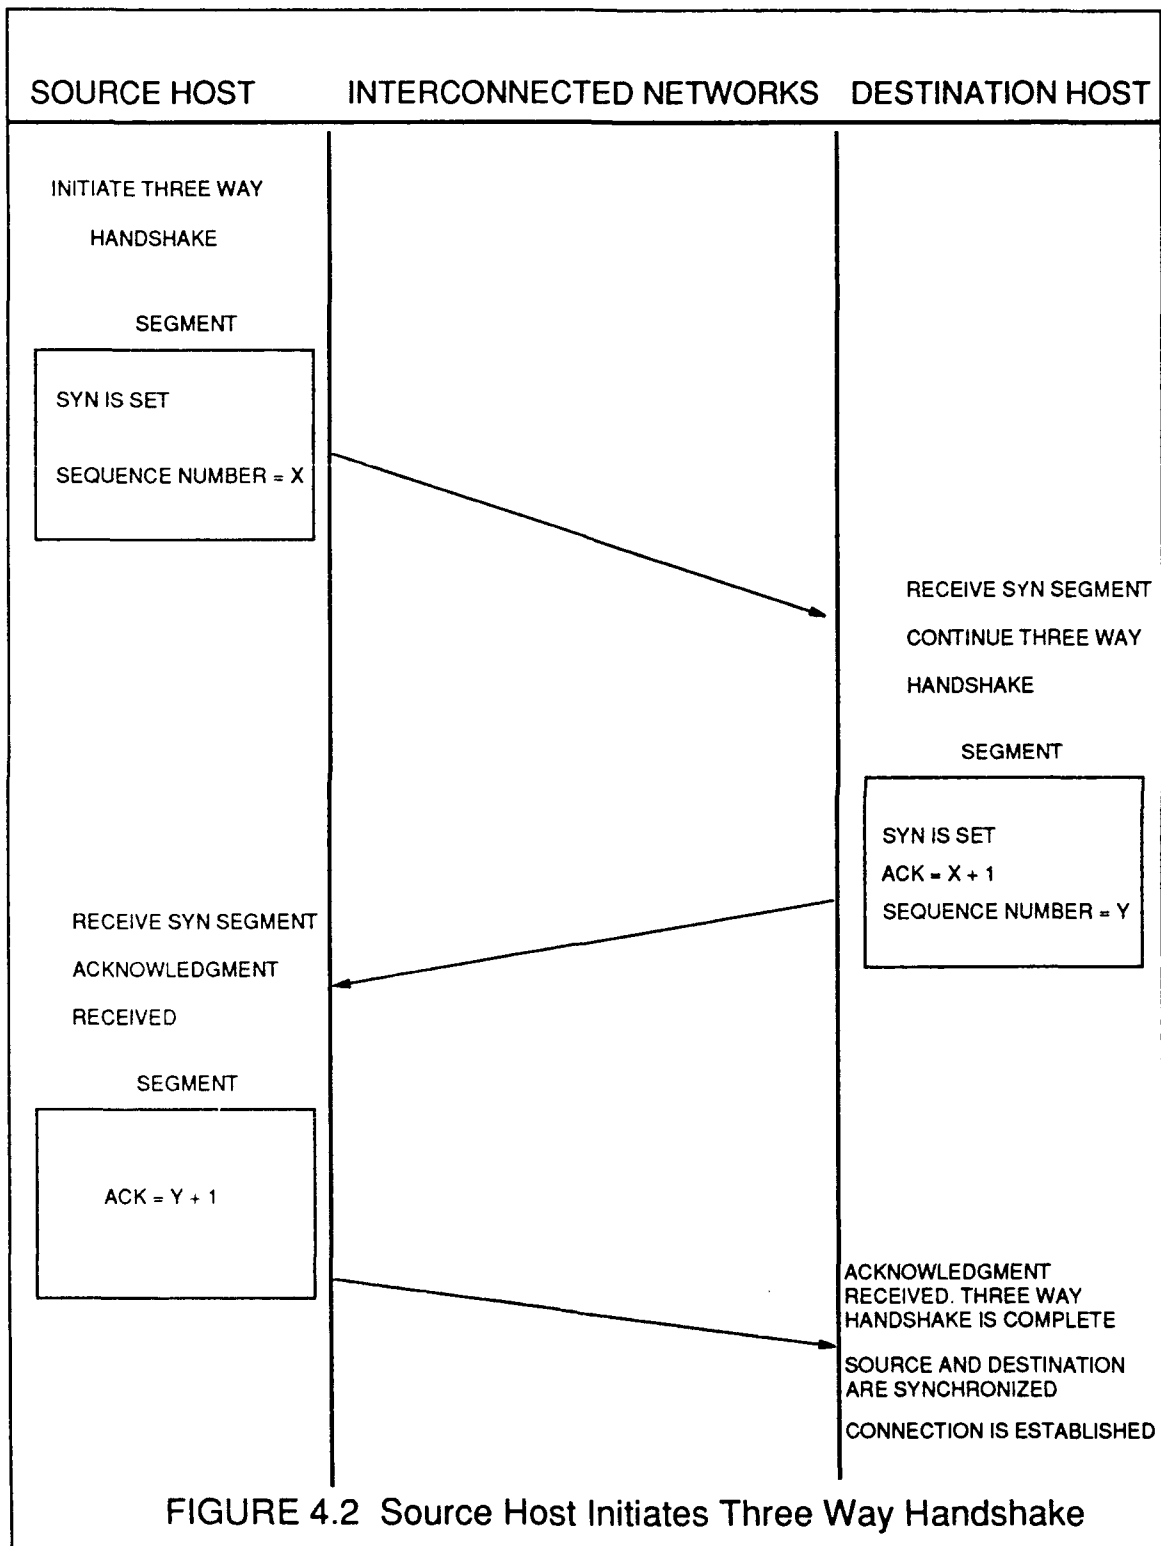 SOURCE HOST INTERCONNECTED NETWORKS DESTINATION HOST
INITIATE THREE WAY
HANDSHAKE
SEGMENT
SYN IS SET
SEQUENCE NUMBER = X
RECEIVE SYN SEGMENT
CONTINUE THREE WAY
HANDSHAKE
SEGMENT
SYN IS SET
ACK = X + 1
SEQUENCE NUMBER = Y
RECEIVE SYN SEGMENT
ACKNOWLEDGMENT
RECEIVED
SEGMENT
ACK = Y + 1
ACKNOWLEDGMENT
RECEIVED. THREE WAY
HANDSHAKE IS COMPLETE
SOURCE AND DESTINATION
ARE SYNCHRONIZED
CONNECTION IS ESTABLISHED
FIGURE 4.2 Source Host Initiates Three Way Handshake